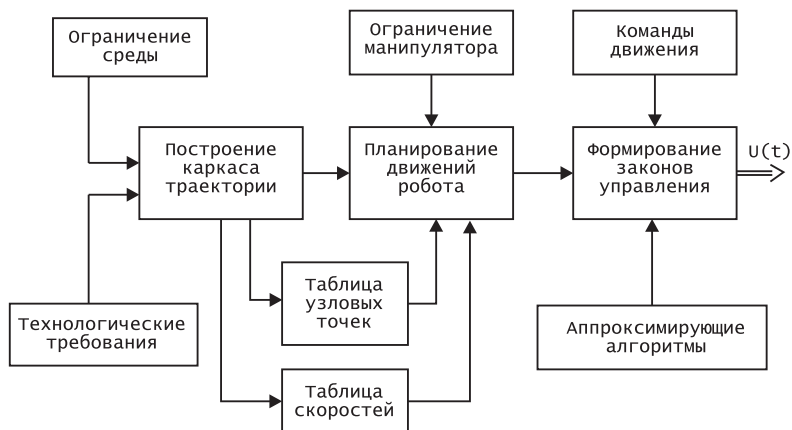 Ограничение
среды
Ограничение
манипулятора
Команды
движения
Построение
каркаса
траектории
Планирование
движений
робота
Формирование
законов
управления
U(t)
Таблица
узловых
точек
Технологические
требования
Аппроксимирующие
алгоритмы
Таблица
скоростей